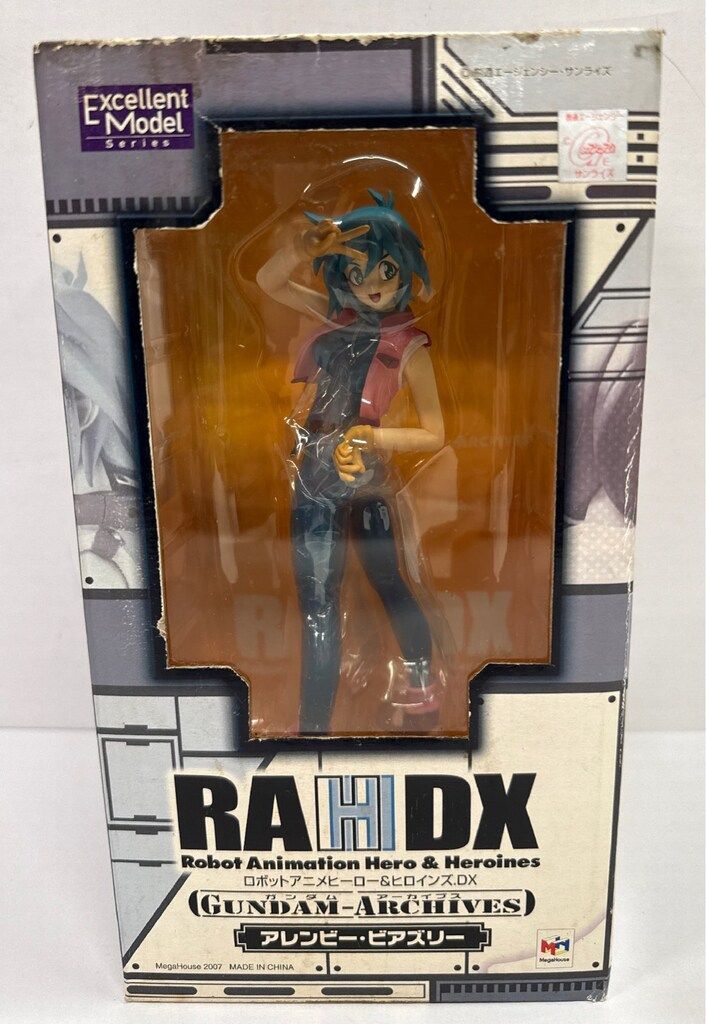 Excellent
Model
Series
エージェンシー・サンライズ
サンライズ
RAH DX
RAHDX
Robot Animation Hero & Heroines
ロボットアニメヒーロー&ヒロインズ.DX
ガンダム アーカイブス
GUNDAM-ARCHIVES
アレンビー・ビアズリー
MegaHouse 2007 MADE IN CHINA
MegaHouse